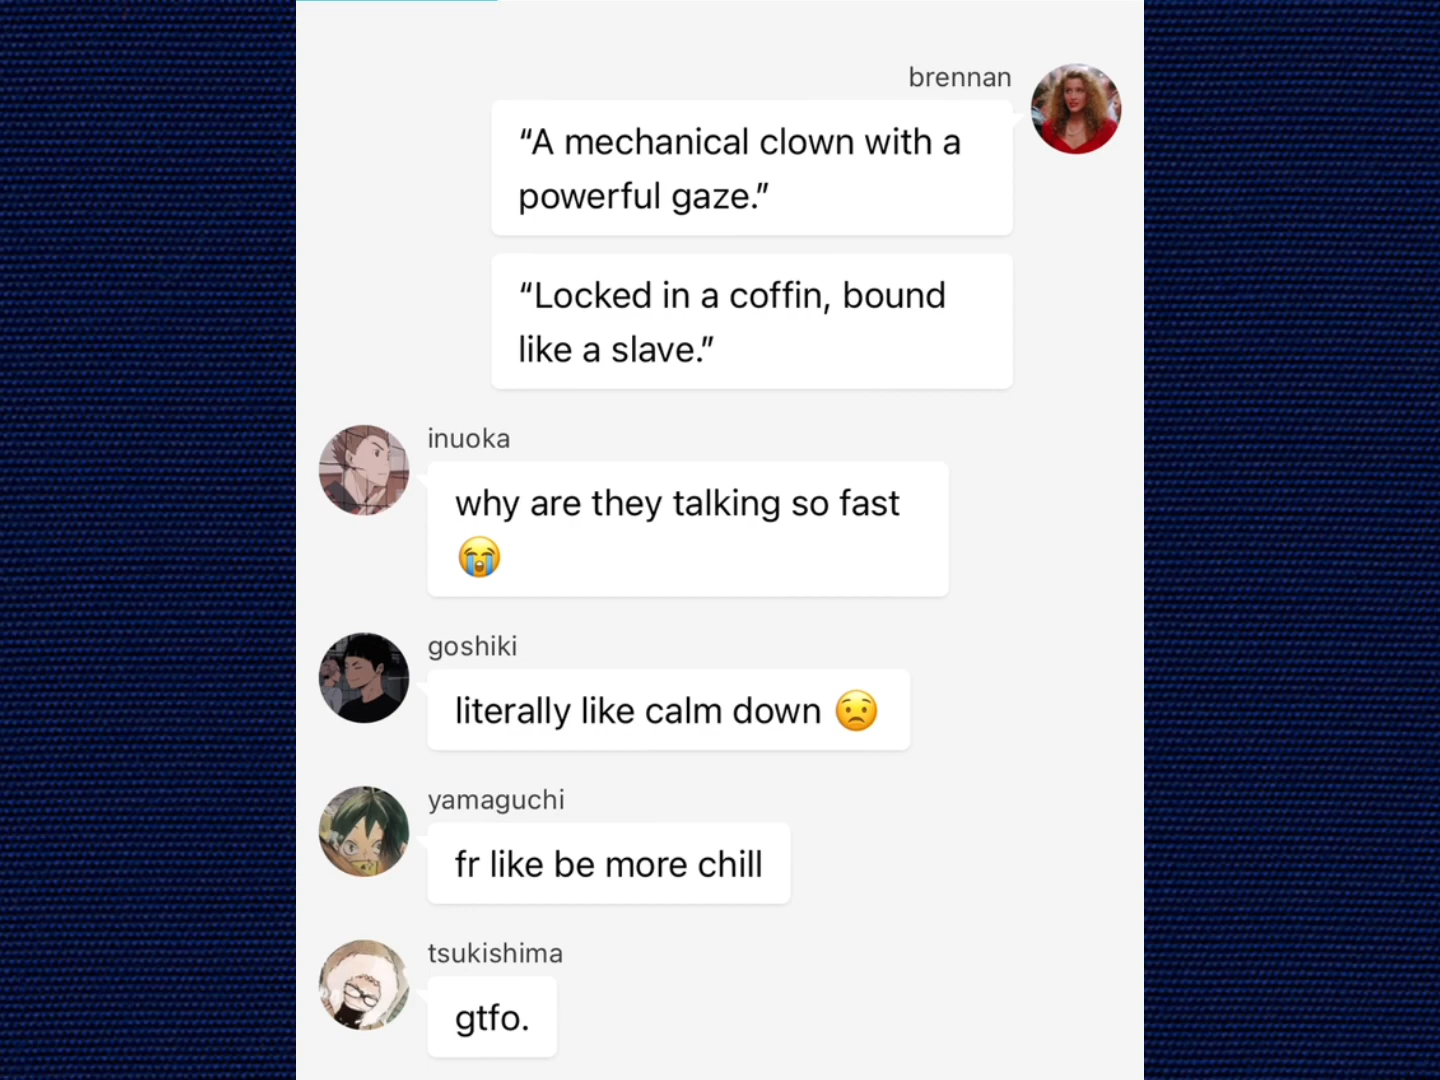 brennan
“A mechanical clown with a
powerful gaze.”
“Locked in a coffin, bound
like a slave.”
inuoka
why are they talking so fast
😭
goshiki
literally like calm down 😟
yamaguchi
fr like be more chill
tsukishima
gtfo.